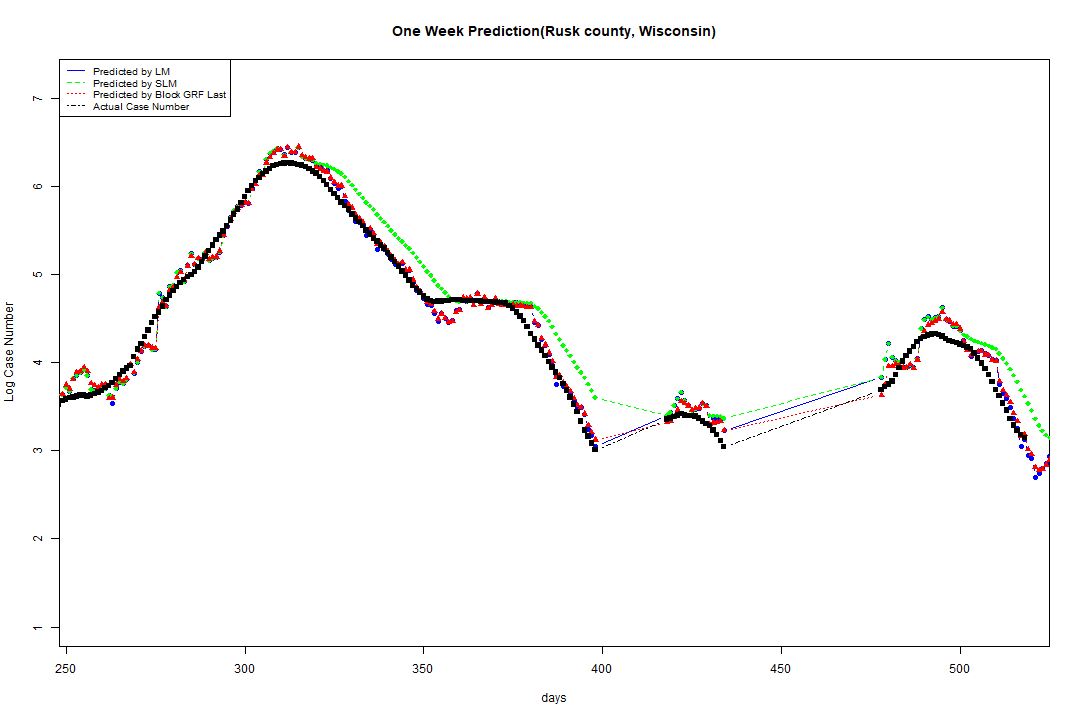 One Week Prediction(Rusk county, Wisconsin)
Predicted by LM
Predicted by SLM
Predicted by Block GRF Last
Actual Case Number
7
6
5
4
3
2
1
Log Case Number
250 300 350 400 450 500
days